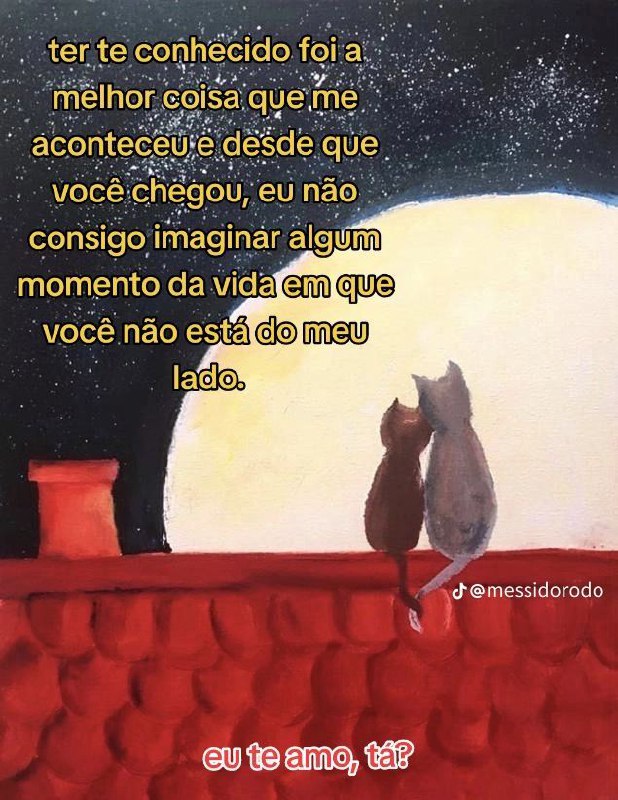 ter te conhecido foi a
melhor coisa que me
aconteceu e desde que
você chegou, eu não
consigo imaginar algum
momento da vida em que
você não está do meu
lado.
@messidorodo
eu te amo, tá?